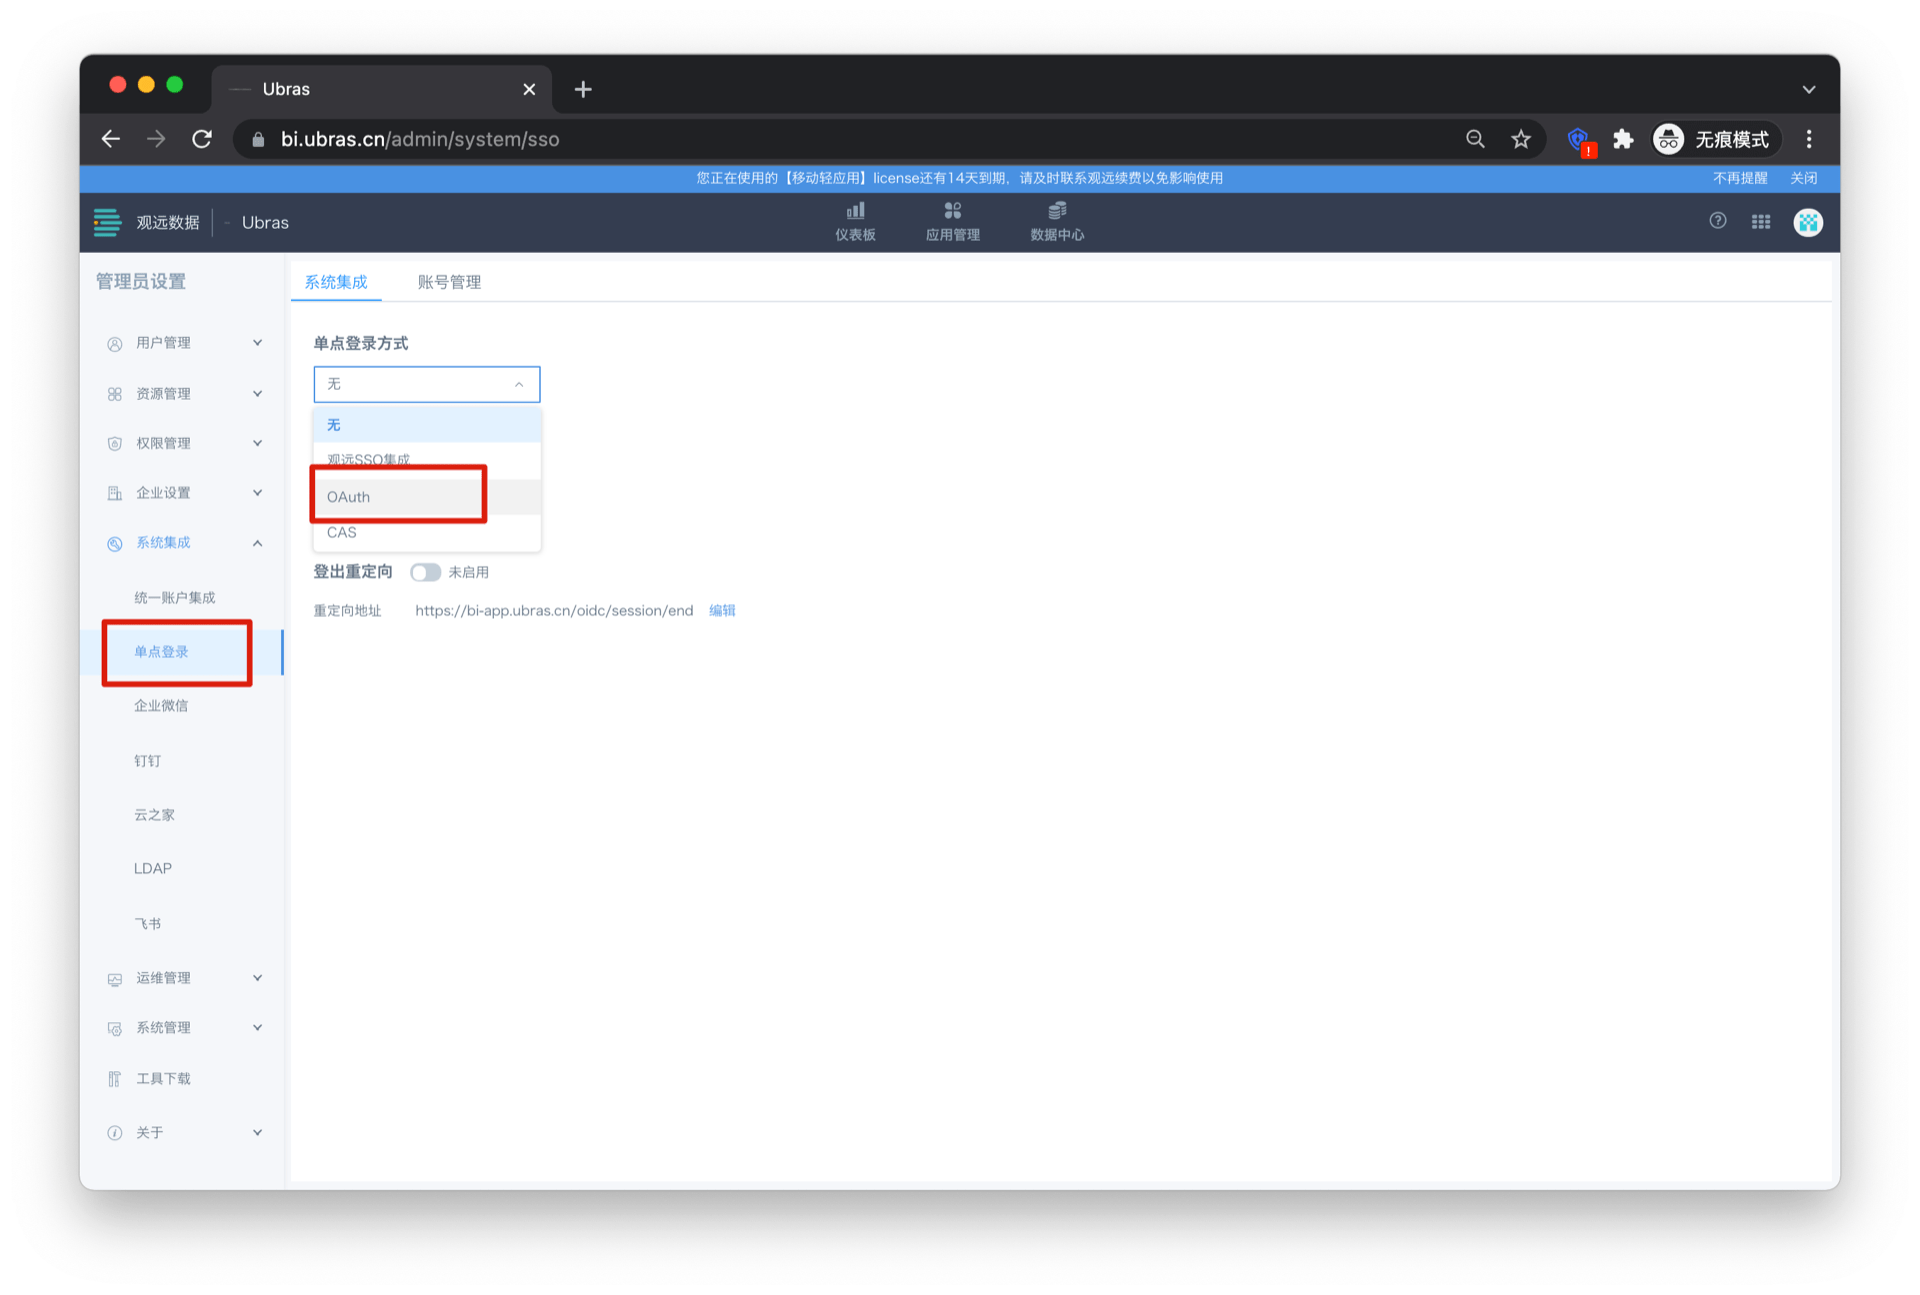 Ubras
bi.ubras.cn/admin/system/sso
无痕模式
您正在使用的【移动轻应用】license还有14天到期，请及时联系观远续费以免影响使用
不再提醒 关闭
观远数据 - Ubras
仪表板 应用管理 数据中心
管理员设置
用户管理
资源管理
权限管理
企业设置
系统集成
统一账户集成
单点登录
企业微信
钉钉
云之家
LDAP
飞书
运维管理
系统管理
工具下载
关于
系统集成 账号管理
单点登录方式
无
无
观远SSO集成
OAuth
CAS
登出重定向 未启用
重定向地址 https://bi-app.ubras.cn/oidc/session/end 编辑